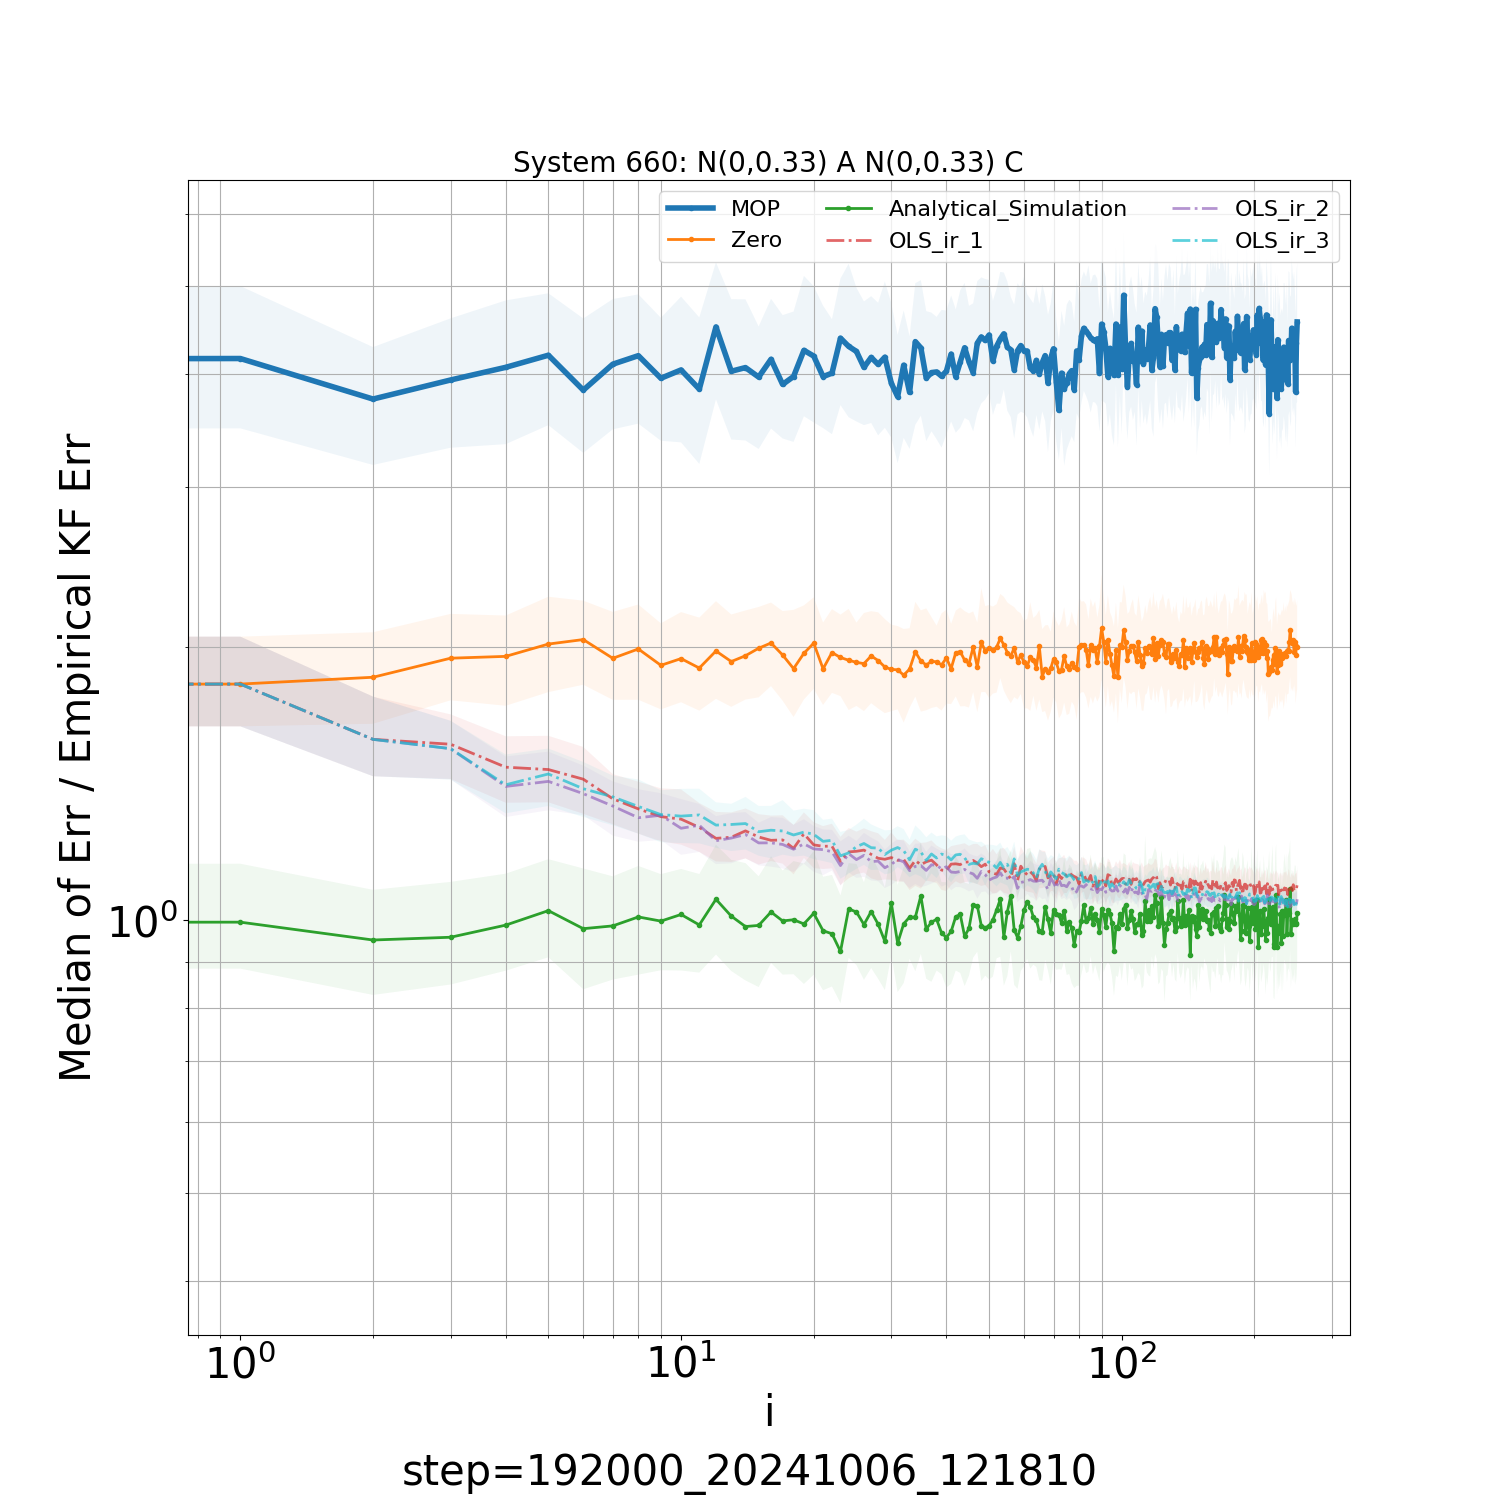 System 660: N(0,0.33) A N(0,0.33) C
MOP
Zero
Analytical_Simulation
OLS_ir_1
OLS_ir_2
OLS_ir_3
Median of Err / Empirical KF Err
10⁰
10⁰ 10¹ 10²
i
step=192000_20241006_121810